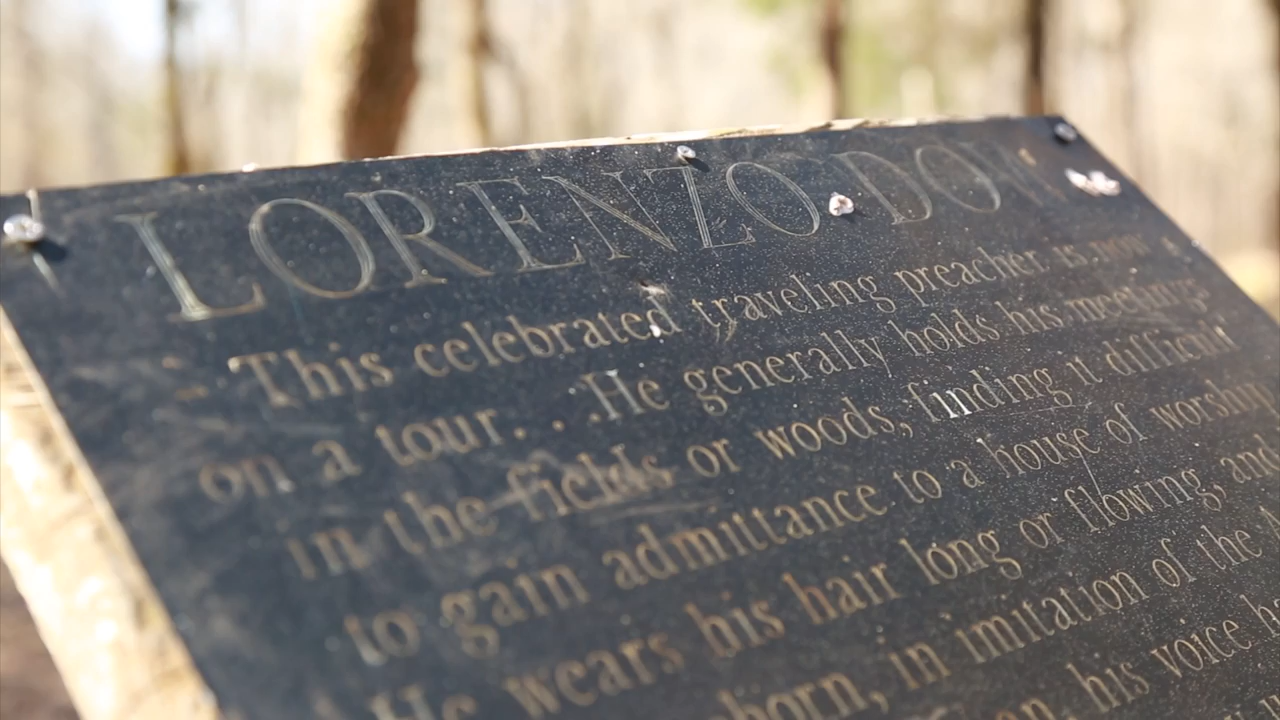 LORENZO DOW
This celebrated traveling preacher is now
on a tour. . .He generally holds his meetings
in the fields or woods, finding it difficult
to gain admittance to a house of worship
He wears his hair long or flowing, and
in imitation of the
his voice